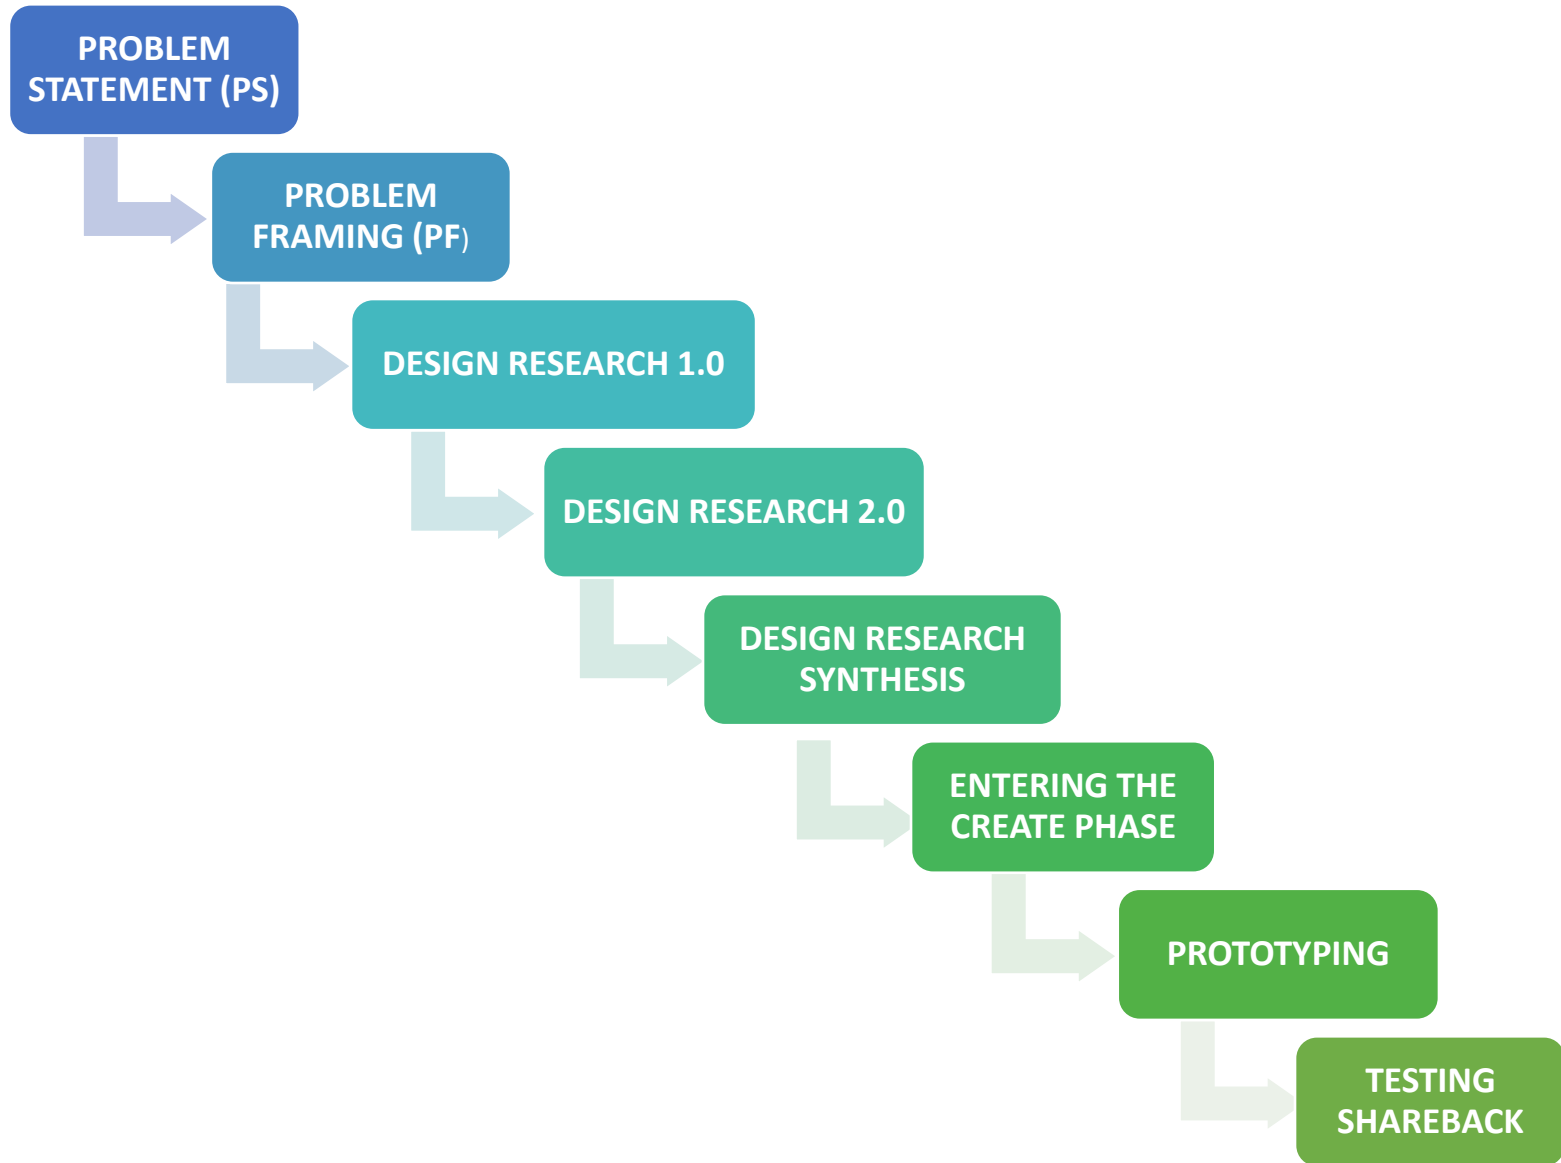 PROBLEM
STATEMENT (PS)
PROBLEM
FRAMING (PF)
DESIGN RESEARCH 1.0
DESIGN RESEARCH 2.0
DESIGN RESEARCH
SYNTHESIS
ENTERING THE
CREATE PHASE
PROTOTYPING
TESTING
SHAREBACK